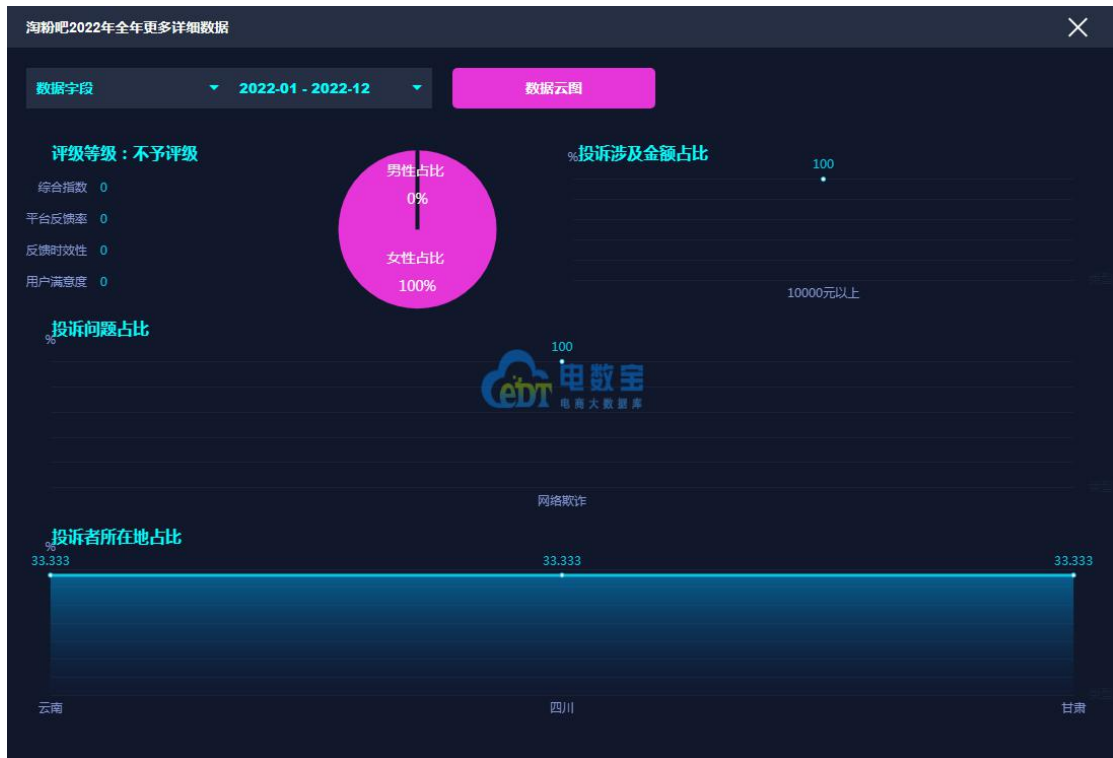 淘粉吧2022年全年更多详细数据
数据字段
2022-01 - 2022-12
数据云图
评级等级：不予评级
综合指数 0
平台反馈率 0
反馈时效性 0
用户满意度 0
男性占比
0%
女性占比
100%
%
投诉涉及金额占比
100
10000元以上
投诉问题占比
%
100
eDT 电数宝
电商大数据库
网络欺诈
投诉者所在地占比
%
33.333
33.333
33.333
云南
四川
甘肃